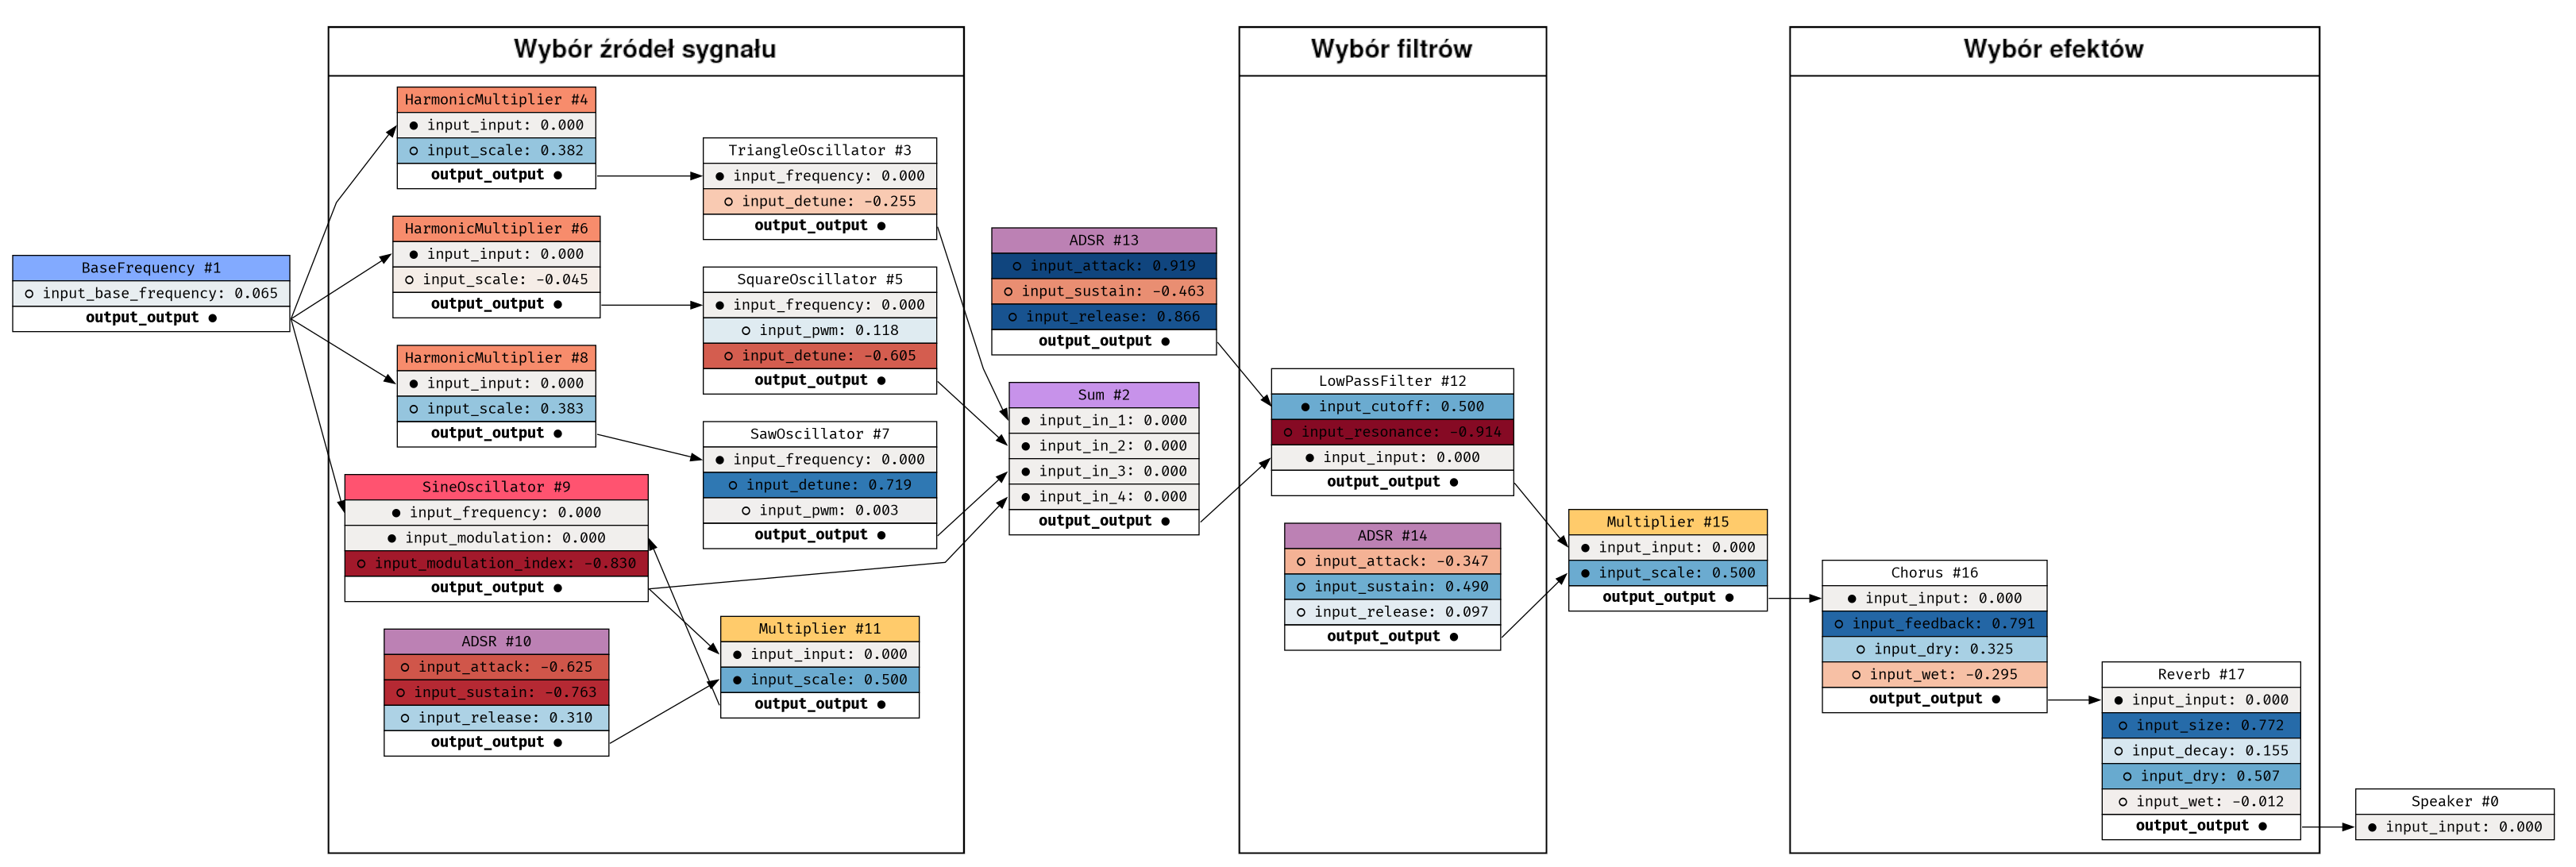 Wybór źródeł sygnału
Wybór filtrów
Wybór efektów
BaseFrequency #1
input_base_frequency: 0.065
output_output
HarmonicMultiplier #4
input_input: 0.000
input_scale: 0.382
output_output
HarmonicMultiplier #6
input_input: 0.000
input_scale: -0.045
output_output
HarmonicMultiplier #8
input_input: 0.000
input_scale: 0.383
output_output
SineOscillator #9
input_frequency: 0.000
input_modulation: 0.000
input_modulation_index: -0.830
output_output
ADSR #10
input_attack: -0.625
input_sustain: -0.763
input_release: 0.310
output_output
TriangleOscillator #3
input_frequency: 0.000
input_detune: -0.255
output_output
SquareOscillator #5
input_frequency: 0.000
input_pwm: 0.118
input_detune: -0.605
output_output
SawOscillator #7
input_frequency: 0.000
input_detune: 0.719
input_pwm: 0.003
output_output
Multiplier #11
input_input: 0.000
input_scale: 0.500
output_output
ADSR #13
input_attack: 0.919
input_sustain: -0.463
input_release: 0.866
output_output
Sum #2
input_in_1: 0.000
input_in_2: 0.000
input_in_3: 0.000
input_in_4: 0.000
output_output
LowPassFilter #12
input_cutoff: 0.500
input_resonance: -0.914
input_input: 0.000
output_output
ADSR #14
input_attack: -0.347
input_sustain: 0.490
input_release: 0.097
output_output
Multiplier #15
input_input: 0.000
input_scale: 0.500
output_output
Chorus #16
input_input: 0.000
input_feedback: 0.791
input_dry: 0.325
input_wet: -0.295
output_output
Reverb #17
input_input: 0.000
input_size: 0.772
input_decay: 0.155
input_dry: 0.507
input_wet: -0.012
output_output
Speaker #0
input_input: 0.000